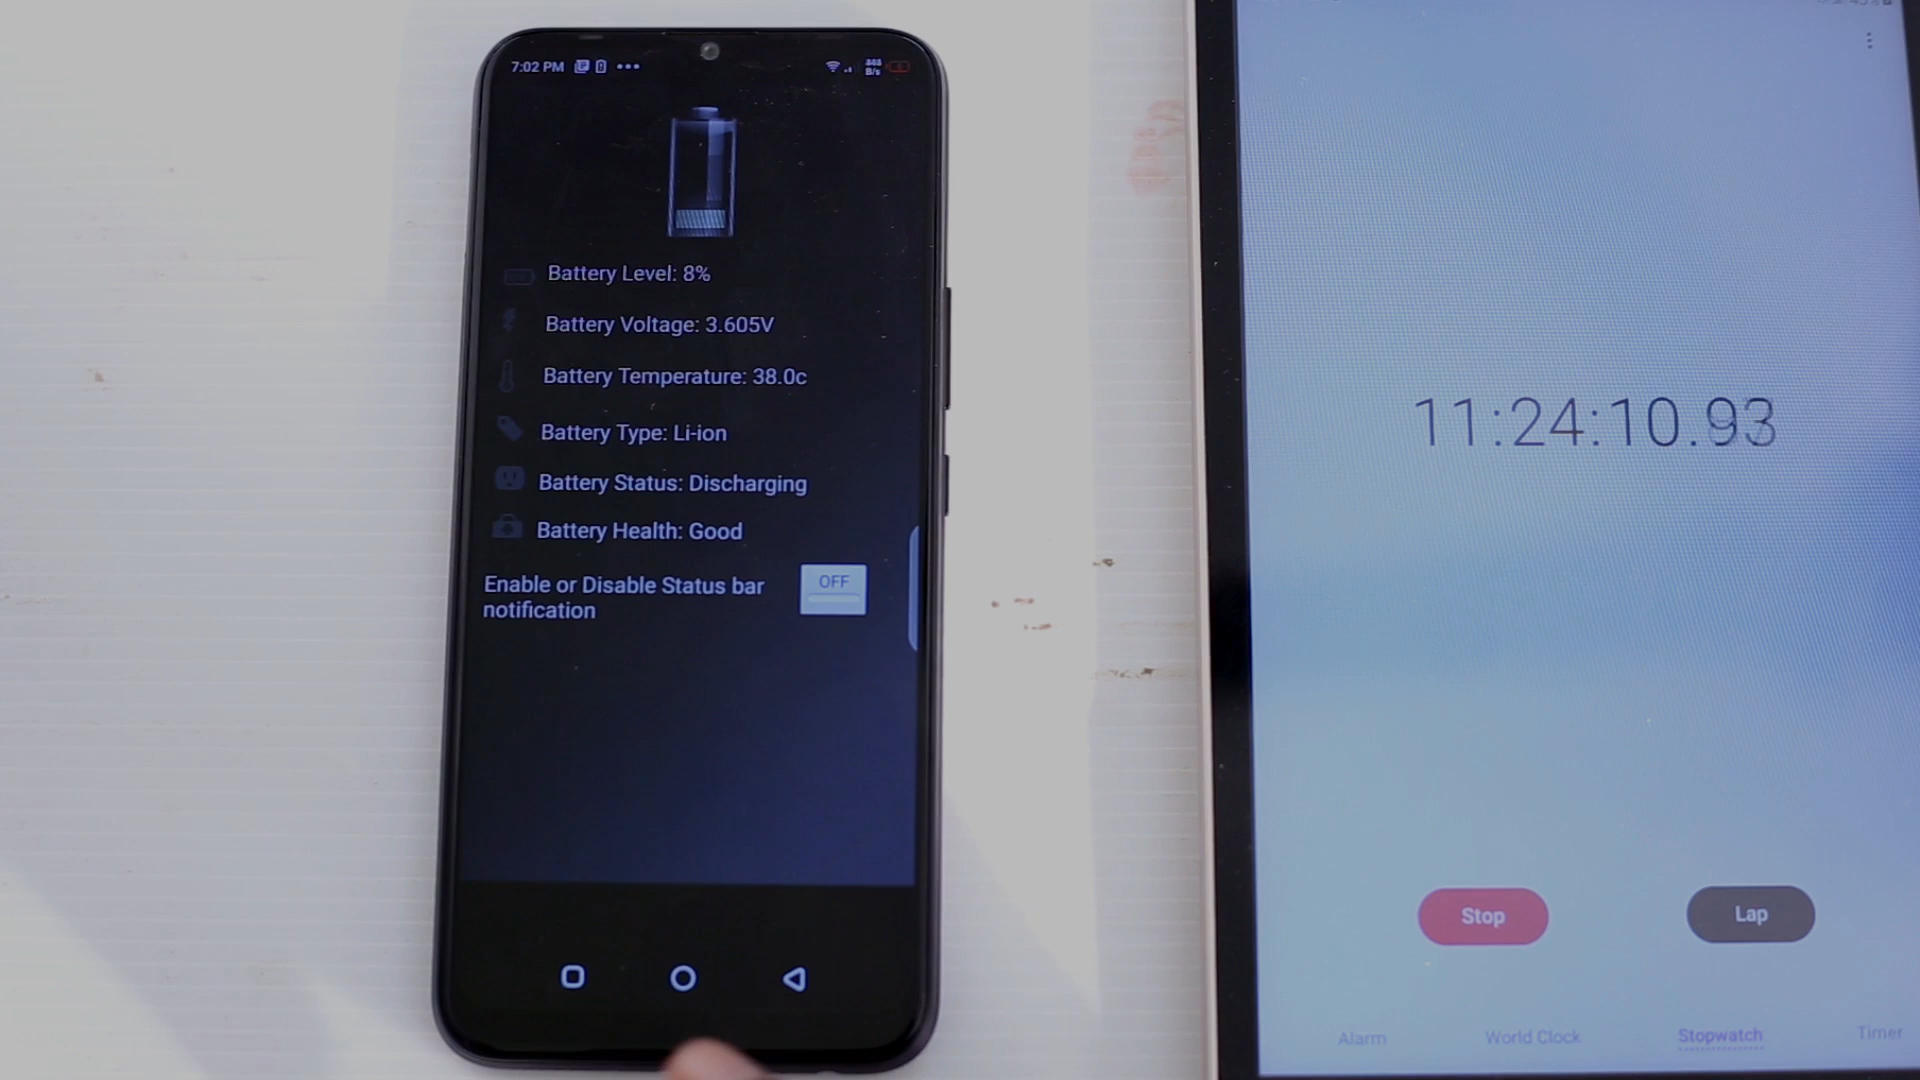 7:02 PM
B/s
Battery Level: 8%
Battery Voltage: 3.605V
Battery Temperature: 38.0c
Battery Type: Li-ion
Battery Status: Discharging
Battery Health: Good
Enable or Disable Status bar
notification
OFF
11:24:10.93
Stop
Lap
Alarm
World Clock
Stopwatch
Timer